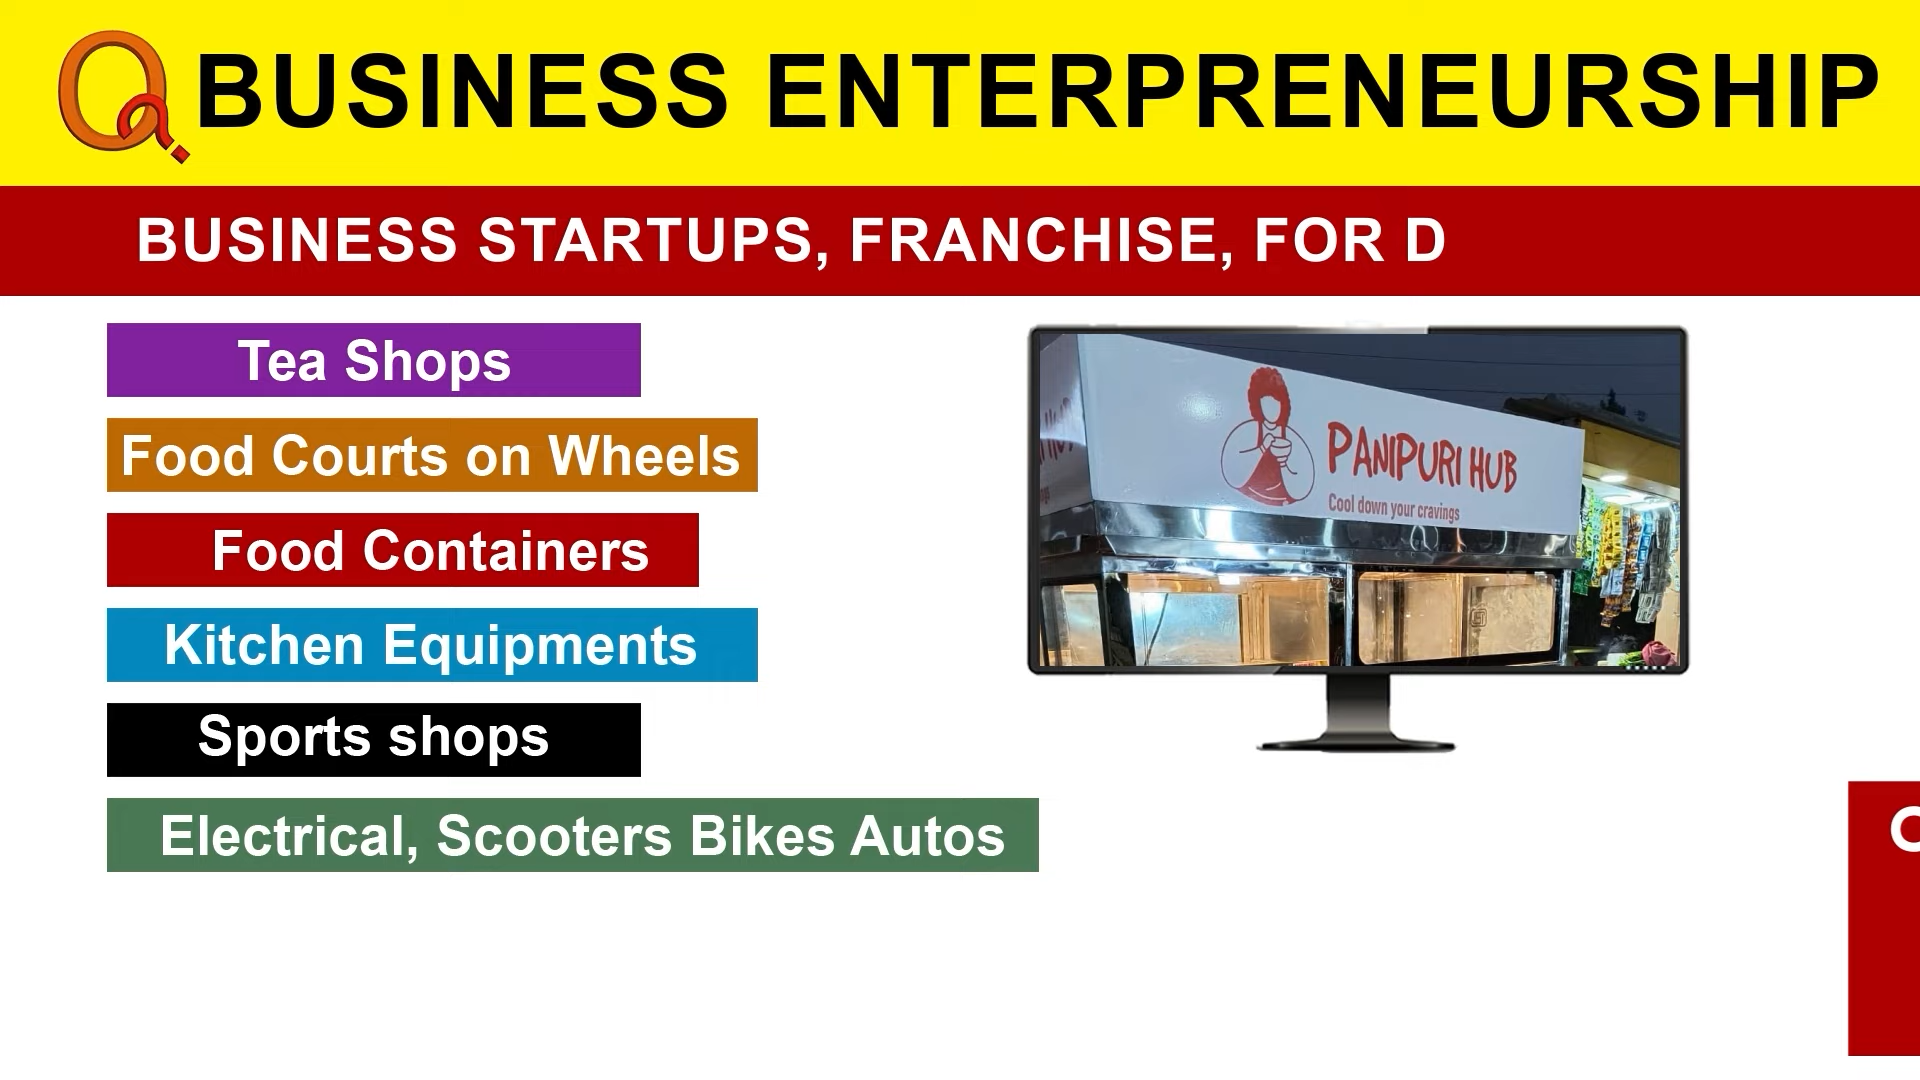 BUSINESS ENTERPRENEURSHIP
BUSINESS STARTUPS, FRANCHISE, FOR D
Tea Shops
Food Courts on Wheels
Food Containers
Kitchen Equipments
Sports shops
Electrical, Scooters Bikes Autos
PANIPURI HUB
Cool down your cravings